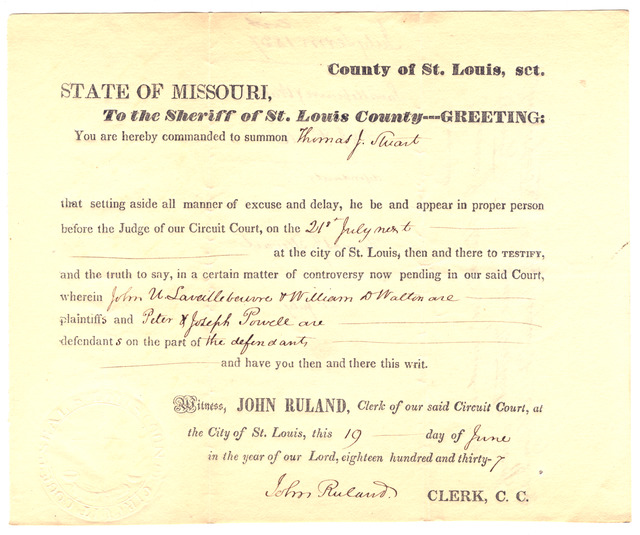 County of St. Louis, sct.
STATE OF MISSOURI,
To the Sheriff of St. Louis County---GREETING:
You are hereby commanded to summon Thomas J. Stuart
that setting aside all manner of excuse and delay, he be and appear in proper person
before the Judge of our Circuit Court, on the 21st July next
at the city of St. Louis, then and there to TESTIFY,
and the truth to say, in a certain matter of controversy now pending in our said Court,
wherein John U. & William D Walton are
plaintiffs and Peter & Joseph Powell are
defendants on the part of the defendants
and have you then and there this writ.
Witness, JOHN RULAND, Clerk of our said Circuit Court, at
the City of St. Louis, this 19 day of June
in the year of our Lord, eighteen hundred and thirty-7
John Ruland. CLERK, C. C.